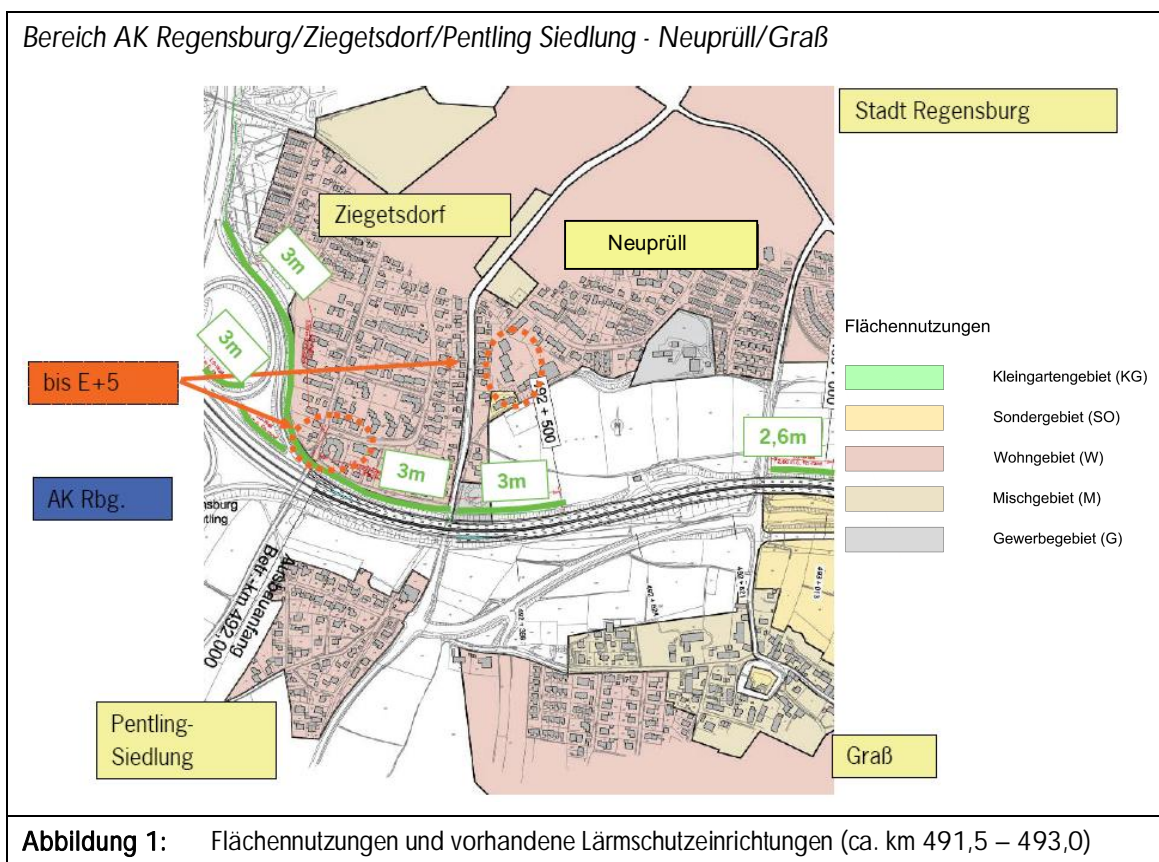 Bereich AK Regensburg/Ziegetsdorf/Pentling Siedlung - Neuprüll/Graß
Stadt Regensburg
Ziegetsdorf
Neuprüll
3m
3m
Flächennutzungen
bis E+5
Kleingartengebiet (KG)
492 + 500
Sondergebiet (SO)
2,6m
Wohngebiet (W)
3m
3m
AK Rbg.
Mischgebiet (M)
Gewerbegebiet (G)
Ausbauanfang
Betr.-km 492,000
Pentling-
Siedlung
Graß
Abbildung 1: Flächennutzungen und vorhandene Lärmschutzeinrichtungen (ca. km 491,5 – 493,0)